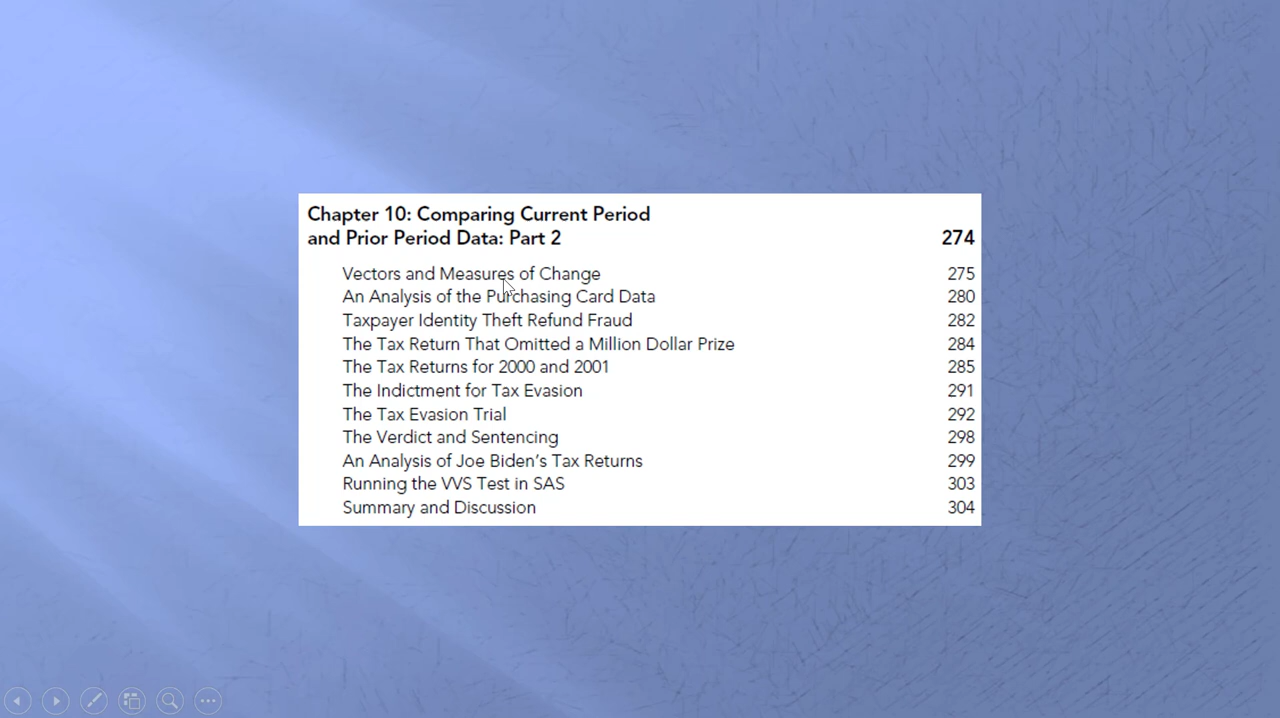 Chapter 10: Comparing Current Period
and Prior Period Data: Part 2 274
Vectors and Measures of Change 275
An Analysis of the Purchasing Card Data 280
Taxpayer Identity Theft Refund Fraud 282
The Tax Return That Omitted a Million Dollar Prize 284
The Tax Returns for 2000 and 2001 285
The Indictment for Tax Evasion 291
The Tax Evasion Trial 292
The Verdict and Sentencing 298
An Analysis of Joe Biden's Tax Returns 299
Running the VVS Test in SAS 303
Summary and Discussion 304